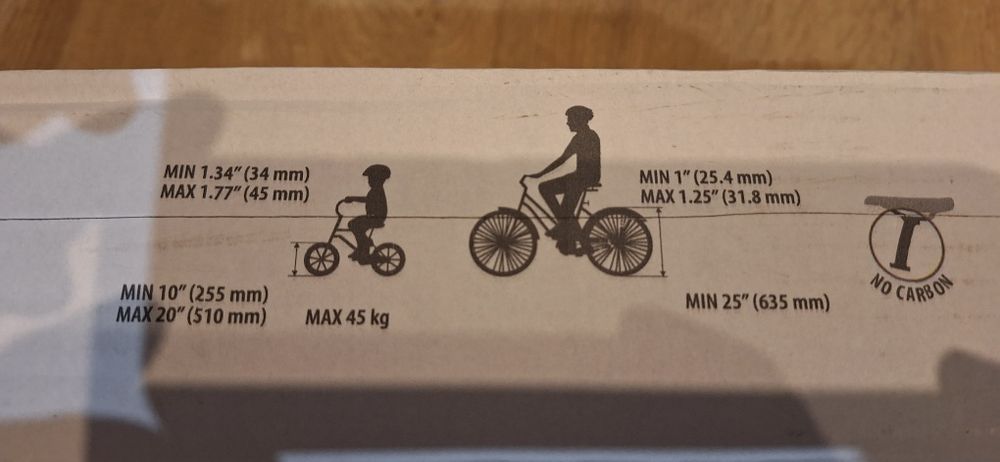 MIN 1.34" (34 mm)
MAX 1.77" (45 mm)
MIN 1" (25.4 mm)
MAX 1.25" (31.8 mm)
MIN 10" (255 mm)
MAX 20" (510 mm)
MAX 45 kg
MIN 25" (635 mm)
NO CARBON